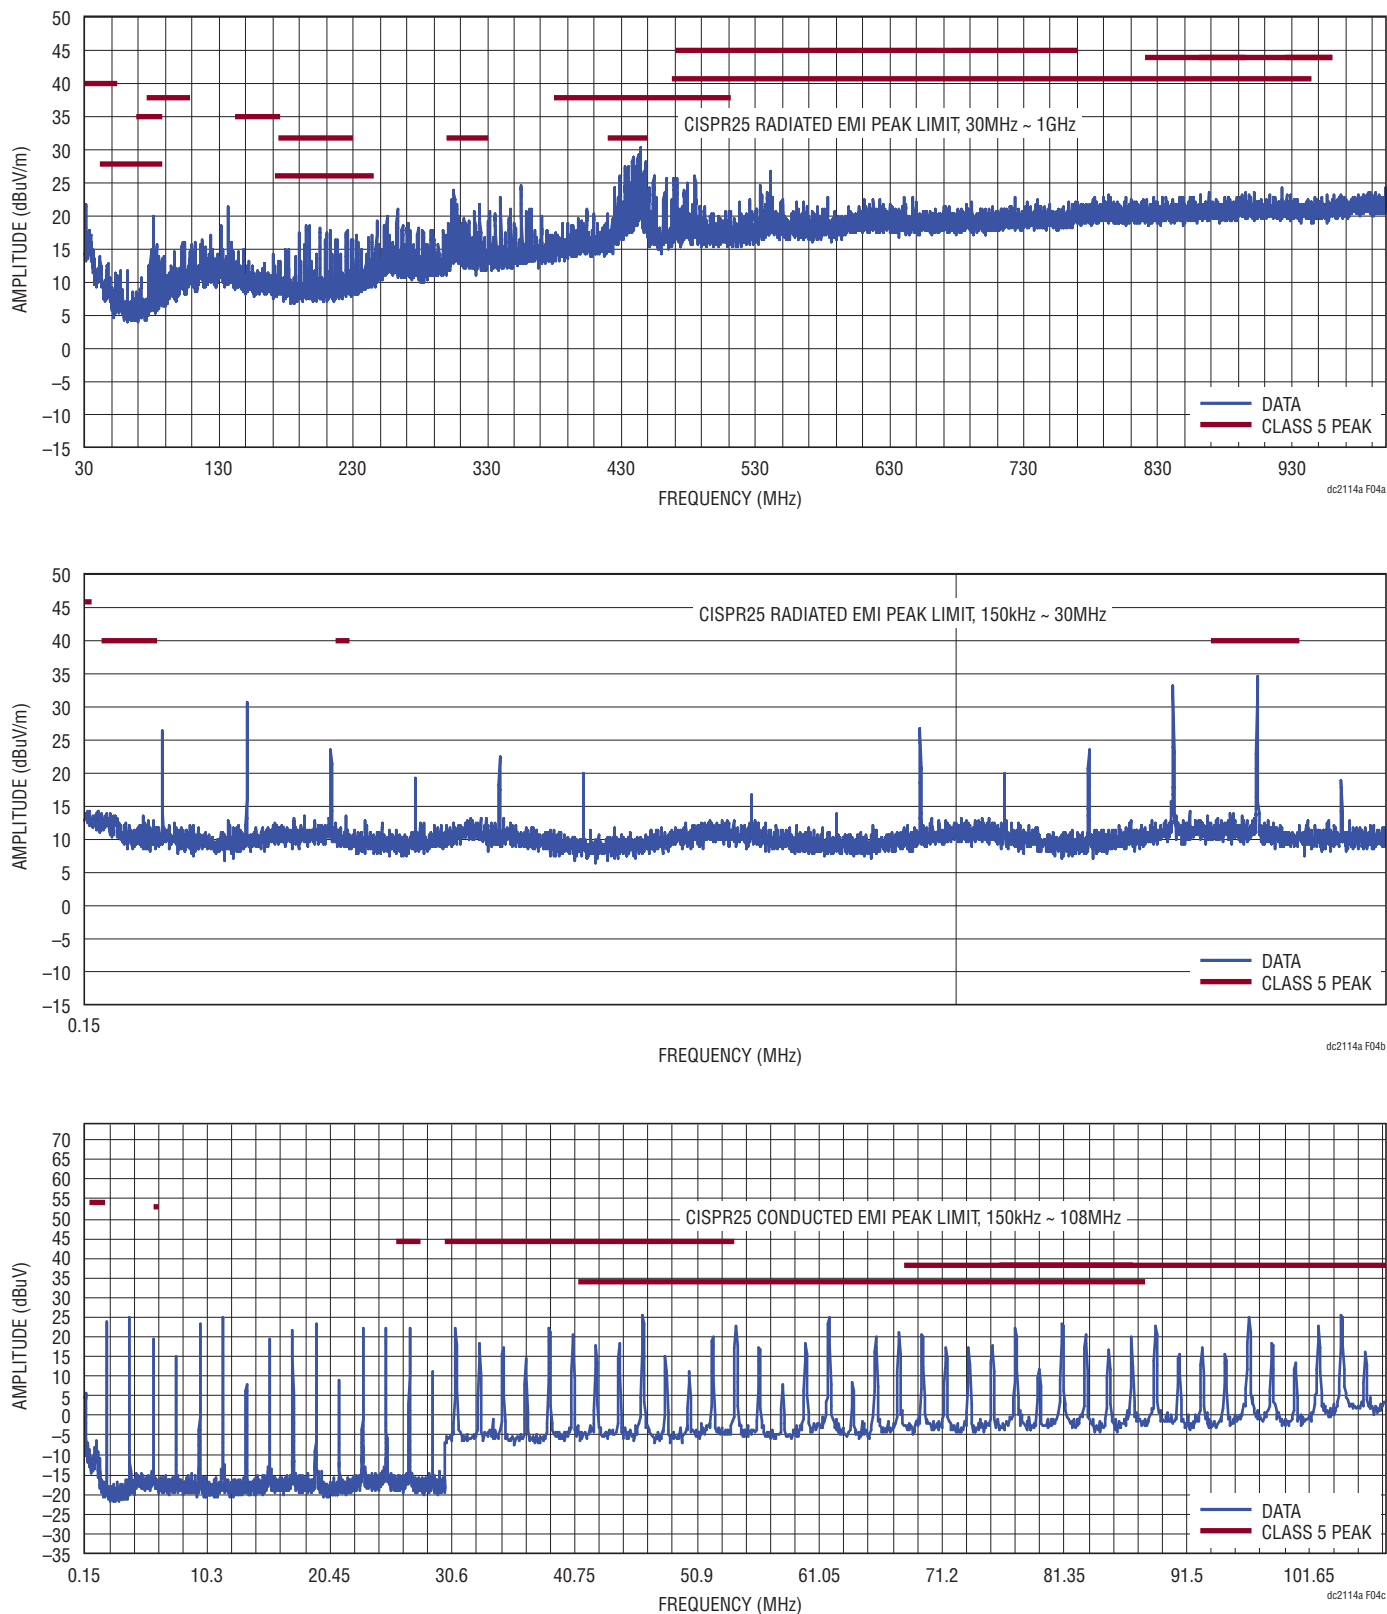 50
45
40
35
30
25
20
15
10
5
0
–5
–10
–15
AMPLITUDE (dBuV/m)
CISPR25 RADIATED EMI PEAK LIMIT, 30MHz ~ 1GHz
DATA
CLASS 5 PEAK
30 130 230 330 430 530 630 730 830 930
FREQUENCY (MHz)
dc2114a F04a
50
45
40
35
30
25
20
15
10
5
0
–5
–10
–15
AMPLITUDE (dBuV/m)
CISPR25 RADIATED EMI PEAK LIMIT, 150kHz ~ 30MHz
DATA
CLASS 5 PEAK
0.15
FREQUENCY (MHz)
dc2114a F04b
70
65
60
55
50
45
40
35
30
25
20
15
10
5
0
–5
–10
–15
–20
–25
–30
–35
AMPLITUDE (dBuV)
CISPR25 CONDUCTED EMI PEAK LIMIT, 150kHz ~ 108MHz
DATA
CLASS 5 PEAK
0.15 10.3 20.45 30.6 40.75 50.9 61.05 71.2 81.35 91.5 101.65
FREQUENCY (MHz)
dc2114a F04c